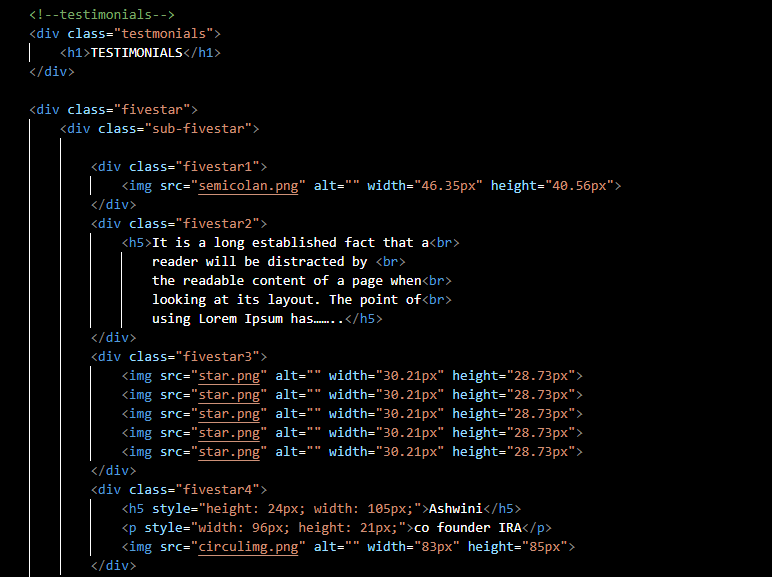 <!--testimonials-->
<div class="testmonials">
<h1>TESTIMONIALS</h1>
</div>
<div class="fivestar">
<div class="sub-fivestar">
<div class="fivestar1">
<img src="semicolan.png" alt="" width="46.35px" height="40.56px">
</div>
<div class="fivestar2">
<h5>It is a long established fact that a<br>
reader will be distracted by <br>
the readable content of a page when<br>
looking at its layout. The point of<br>
using Lorem Ipsum has……..</h5>
</div>
<div class="fivestar3">
<img src="star.png" alt="" width="30.21px" height="28.73px">
<img src="star.png" alt="" width="30.21px" height="28.73px">
<img src="star.png" alt="" width="30.21px" height="28.73px">
<img src="star.png" alt="" width="30.21px" height="28.73px">
<img src="star.png" alt="" width="30.21px" height="28.73px">
</div>
<div class="fivestar4">
<h5 style="height: 24px; width: 105px;">Ashwini</h5>
<p style="width: 96px; height: 21px;">co founder IRA</p>
<img src="circulimg.png" alt="" width="83px" height="85px">
</div>